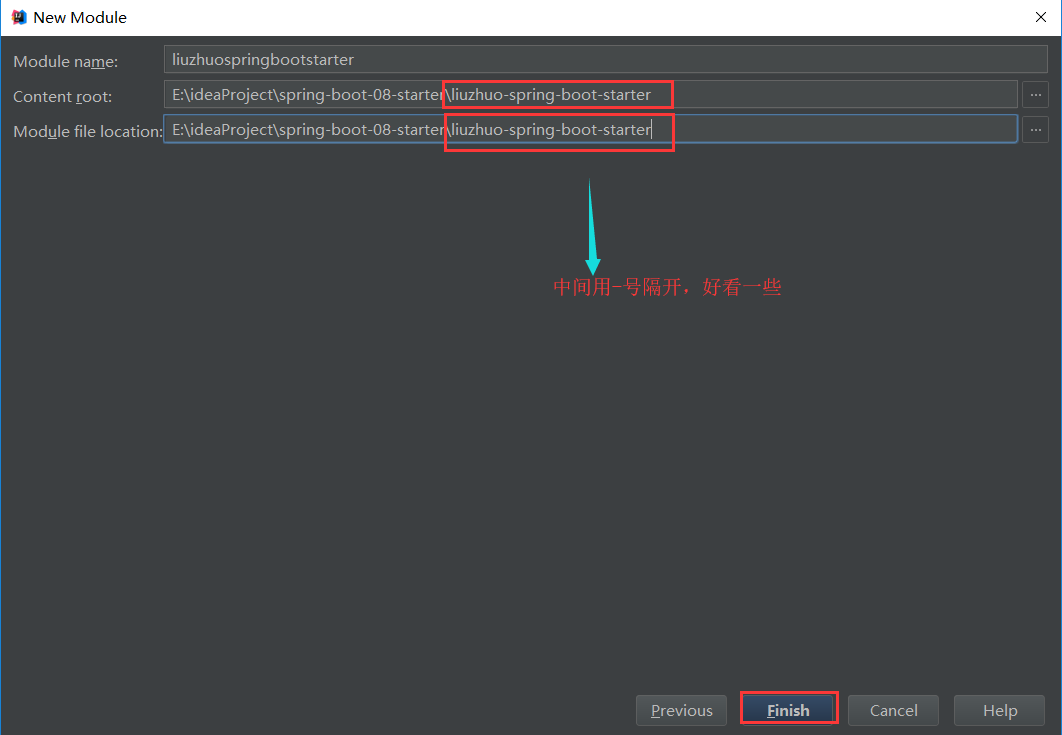 New Module
Module name: liuzhuospringbootstarter
Content root: E:\ideaProject\spring-boot-08-starter\liuzhuo-spring-boot-starter ...
Module file location: E:\ideaProject\spring-boot-08-starter\liuzhuo-spring-boot-starter ...
中间用-号隔开，好看一些
Previous Finish Cancel Help